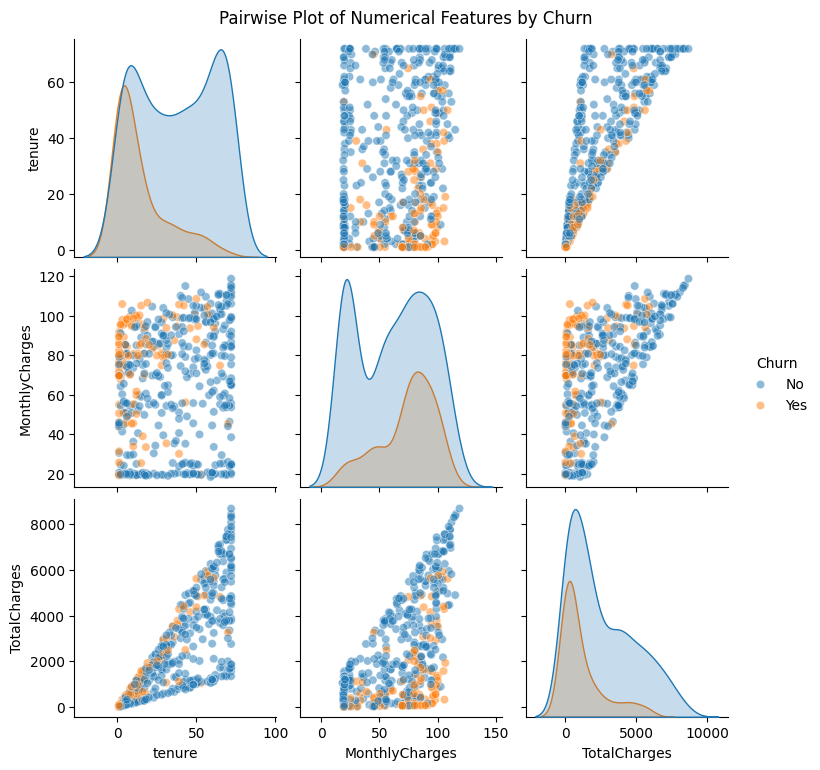 Pairwise Plot of Numerical Features by Churn
60
40
20
0
tenure
120
100
80
60
40
20
MonthlyCharges
Churn
No
Yes
8000
6000
4000
2000
0
TotalCharges
0 50 100
0 50 100 150
0 5000 10000
tenure
MonthlyCharges
TotalCharges